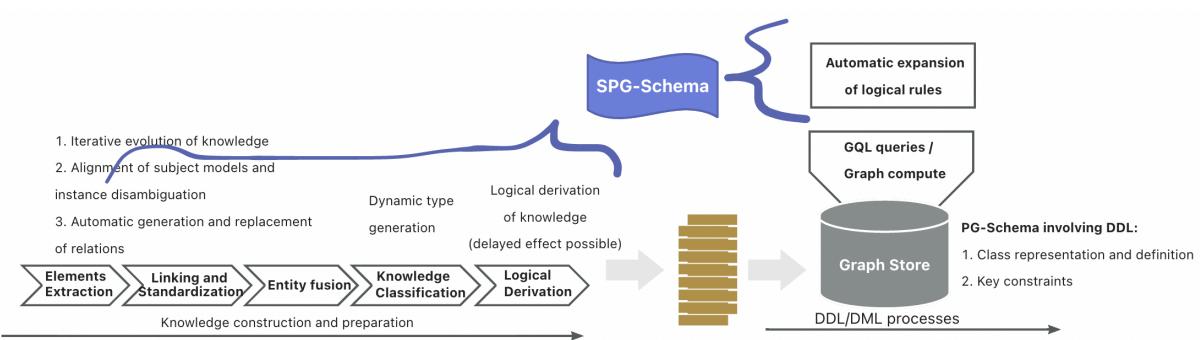 SPG-Schema
Automatic expansion
of logical rules
1. Iterative evolution of knowledge
2. Alignment of subject models and
instance disambiguation
3. Automatic generation and replacement
of relations
Dynamic type
generation
Logical derivation
of knowledge
(delayed effect possible)
GQL queries /
Graph compute
Elements
Extraction
Linking and
Standardization
Entity fusion
Knowledge
Classification
Logical
Derivation
Knowledge construction and preparation
Graph Store
PG-Schema involving DDL:
1. Class representation and definition
2. Key constraints
DDL/DML processes